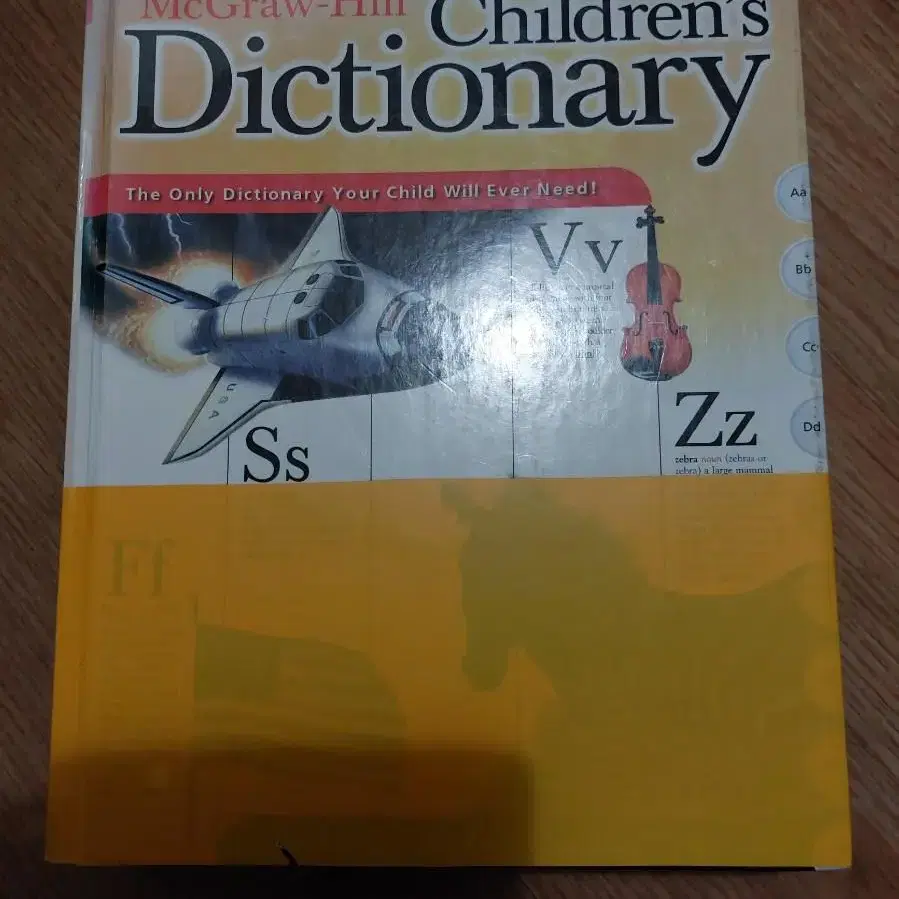 McGraw-Hill
Children's
Dictionary
The Only Dictionary Your Child Will Ever Need!
Aa
Bb
Cc
Dd
Vv
USA
Ss
Zz
zebra noun (zebras or
zebra) a large mammal
Ff